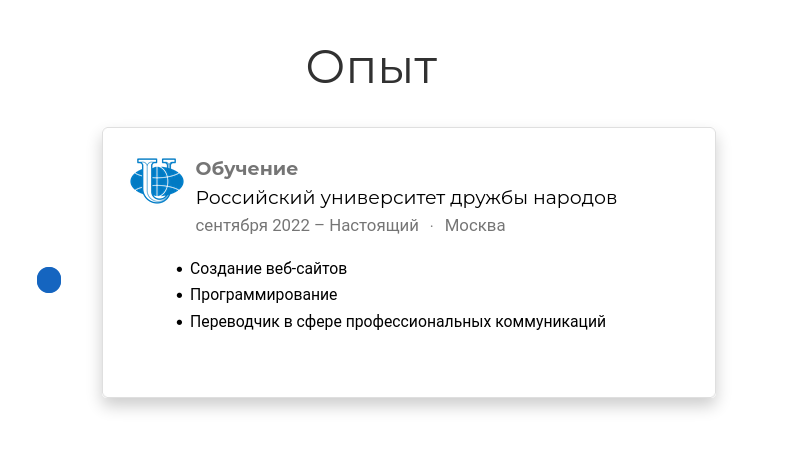 Опыт
Обучение
Российский университет дружбы народов
сентября 2022 – Настоящий · Москва
• Создание веб-сайтов
• Программирование
• Переводчик в сфере профессиональных коммуникаций